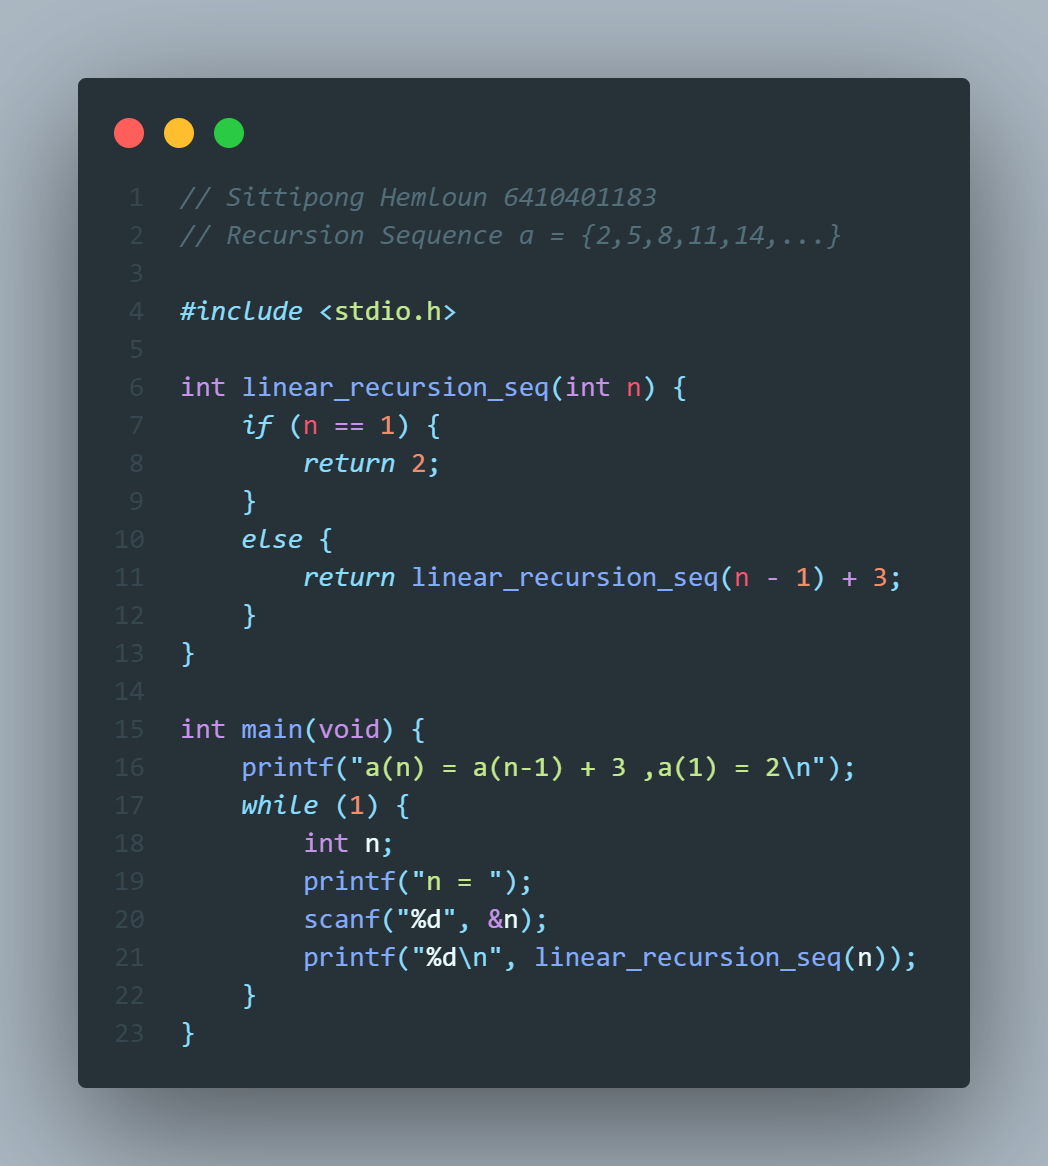 1 // Sittipong Hemloun 6410401183
2 // Recursion Sequence a = {2,5,8,11,14,...}
3
4 #include <stdio.h>
5
6 int linear_recursion_seq(int n) {
7     if (n == 1) {
8         return 2;
9     }
10     else {
11         return linear_recursion_seq(n - 1) + 3;
12     }
13 }
14
15 int main(void) {
16     printf("a(n) = a(n-1) + 3 ,a(1) = 2\n");
17     while (1) {
18         int n;
19         printf("n = ");
20         scanf("%d", &n);
21         printf("%d\n", linear_recursion_seq(n));
22     }
23 }